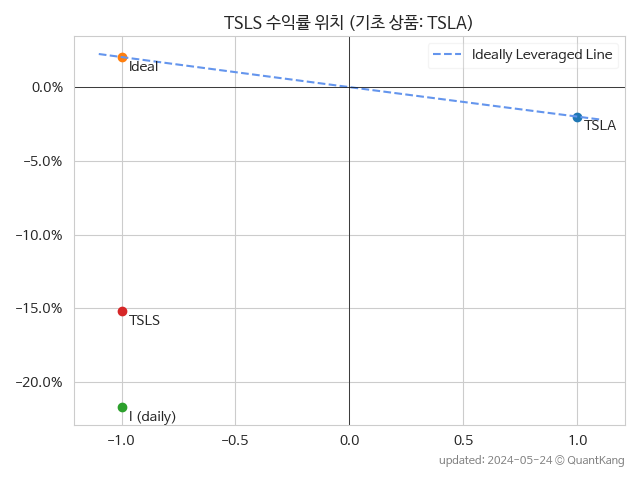 TSLS 수익률 위치 (기초 상품: TSLA)
Ideally Leveraged Line
Ideal
TSLA
TSLS
I (daily)
0.0%
−5.0%
−10.0%
−15.0%
−20.0%
−1.0
−0.5
0.0
0.5
1.0
updated: 2024-05-24 © QuantKang